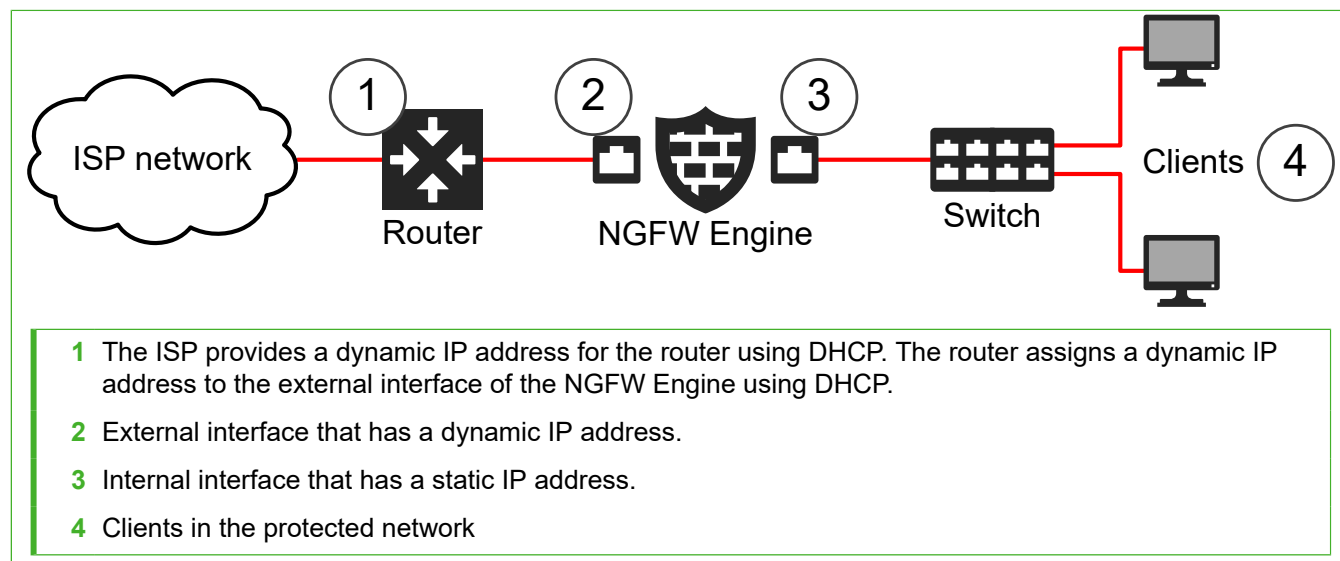 1
2
3
ISP network
Clients
4
Router
NGFW Engine
Switch
1 The ISP provides a dynamic IP address for the router using DHCP. The router assigns a dynamic IP
address to the external interface of the NGFW Engine using DHCP.
2 External interface that has a dynamic IP address.
3 Internal interface that has a static IP address.
4 Clients in the protected network